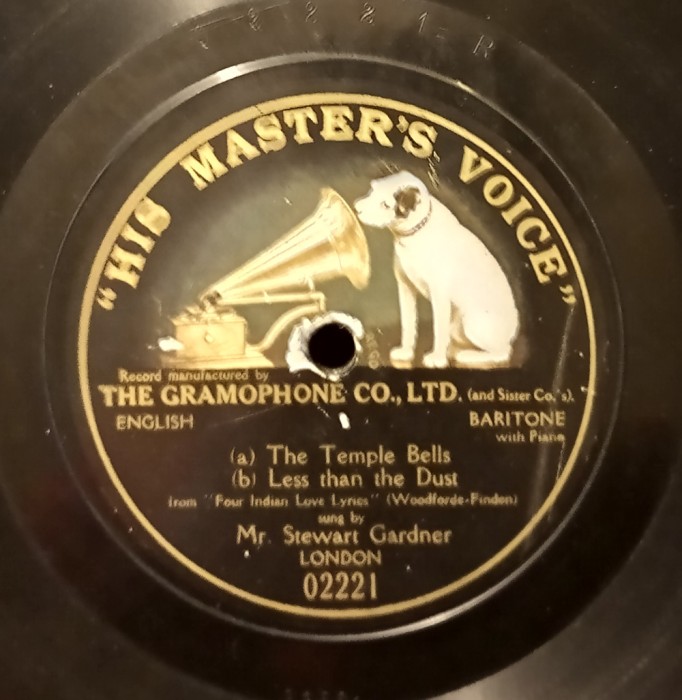 2221 R
"HIS MASTER'S VOICE"
Record manufactured by
THE GRAMOPHONE CO., LTD. (and Sister Co.'s).
ENGLISH
BARITONE
with Piano
(a) The Temple Bells
(b) Less than the Dust
from "Four Indian Love Lyrics" (Woodforde-Finden)
sung by
Mr. Stewart Gardner
LONDON
02221